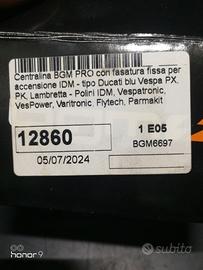 Centralina BGM PRO con fasatura fissa per
accensione IDM - tipo Ducati blu Vespa PX,
PK, Lambretta - Polini IDM, Vespatronic,
VesPower, Varitronic, Flytech, Parmakit
12860
1 E05
BGM6697
05/07/2024
honor 9
subito